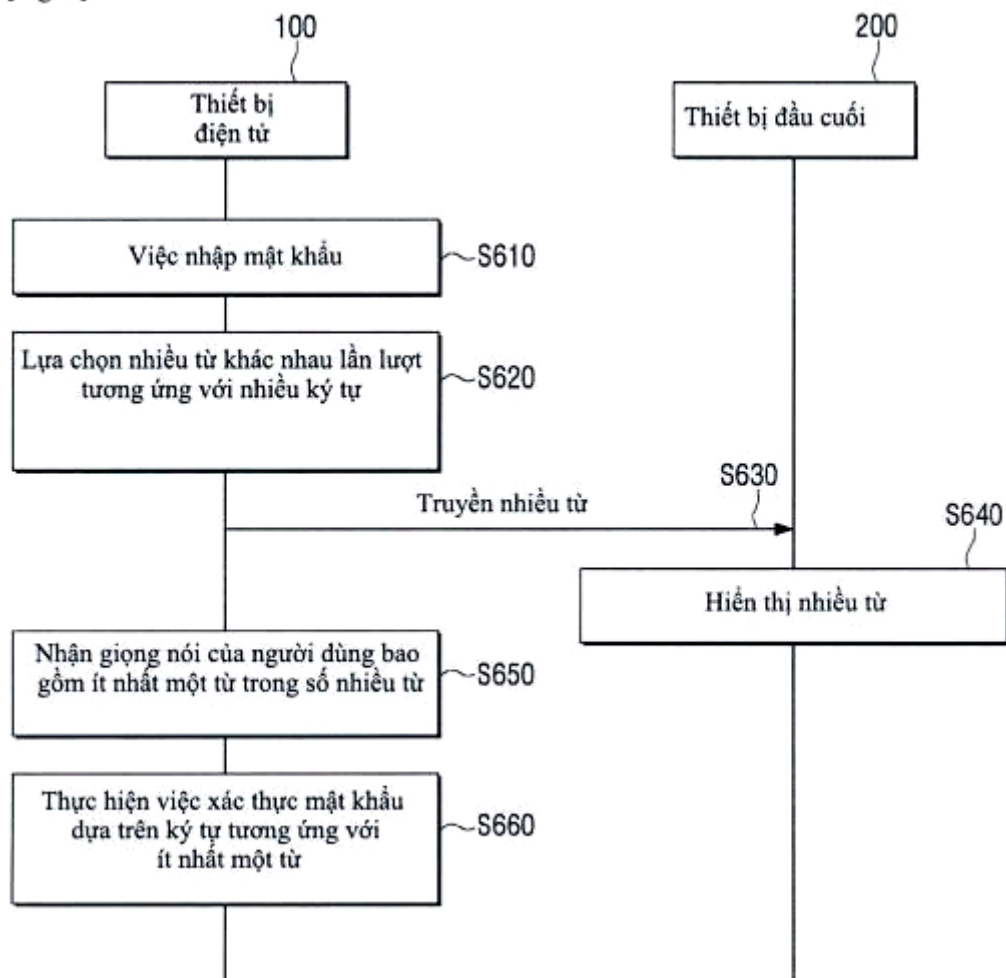 100
200
Thiết bị
điện tử
Thiết bị đầu cuối
Việc nhập mật khẩu
S610
Lựa chọn nhiều từ khác nhau lần lượt
tương ứng với nhiều ký tự
S620
S630
Truyền nhiều từ
S640
Hiển thị nhiều từ
Nhận giọng nói của người dùng bao
gồm ít nhất một từ trong số nhiều từ
S650
Thực hiện việc xác thực mật khẩu
dựa trên ký tự tương ứng với
ít nhất một từ
S660